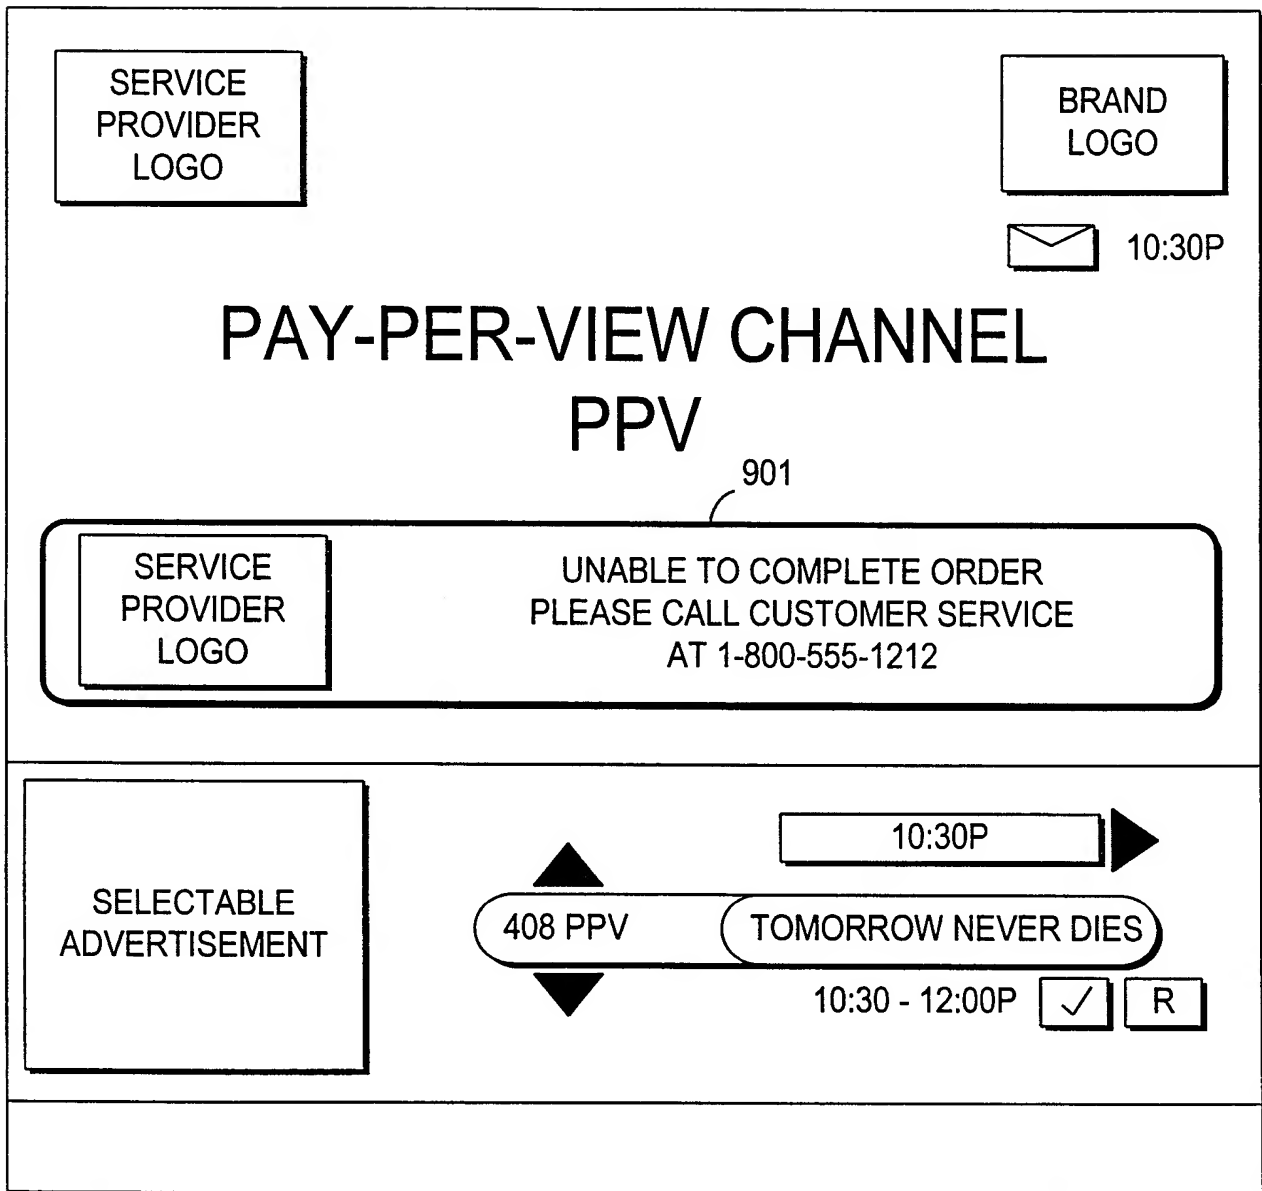 SERVICE
PROVIDER
LOGO
BRAND
LOGO
10:30P
PAY-PER-VIEW CHANNEL
PPV
901
SERVICE
PROVIDER
LOGO
UNABLE TO COMPLETE ORDER
PLEASE CALL CUSTOMER SERVICE
AT 1-800-555-1212
SELECTABLE
ADVERTISEMENT
10:30P
408 PPV
TOMORROW NEVER DIES
10:30 - 12:00P
R